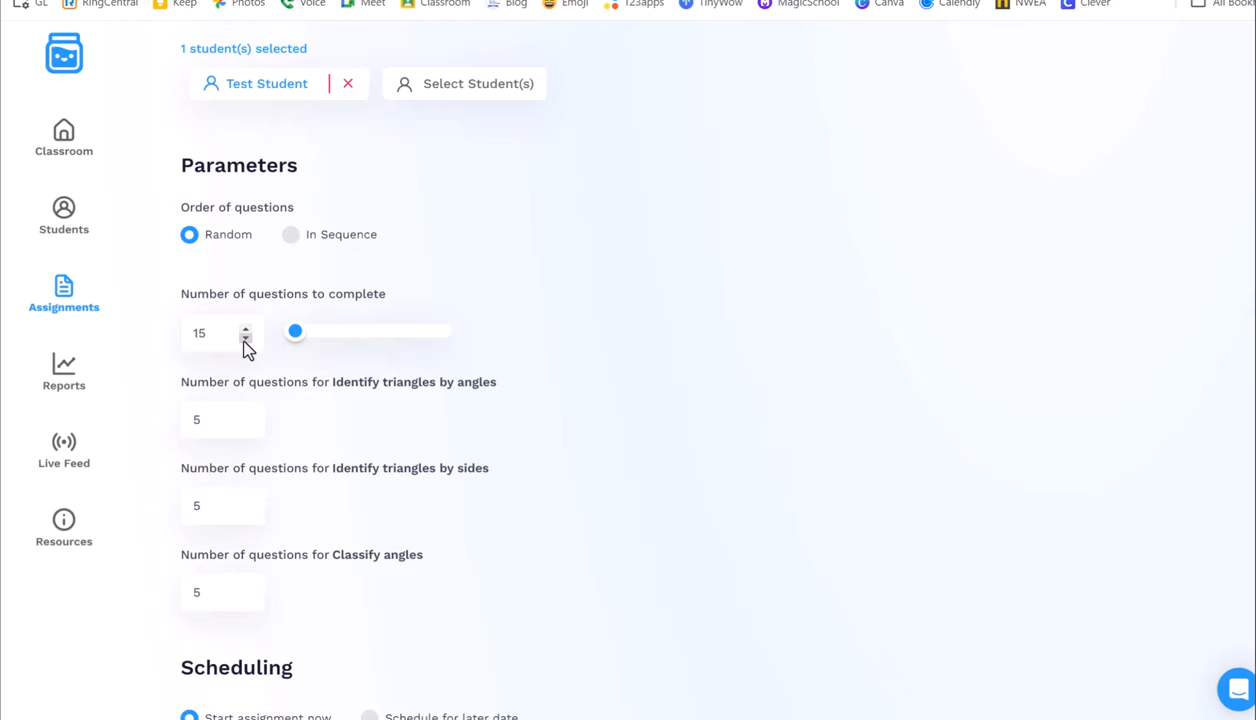 GL RingCentral Keep Photos Voice Meet Classroom Blog Emoji 123apps TinyWow MagicSchool Canva Calendly NWEA Clever All Book
1 student(s) selected
Test Student Select Student(s)
Classroom
Parameters
Order of questions
Students
Random In Sequence
Number of questions to complete
Assignments
15
Reports
Number of questions for Identify triangles by angles
5
Live Feed
Number of questions for Identify triangles by sides
5
Resources
Number of questions for Classify angles
5
Scheduling
Start assignment now Schedule for later date